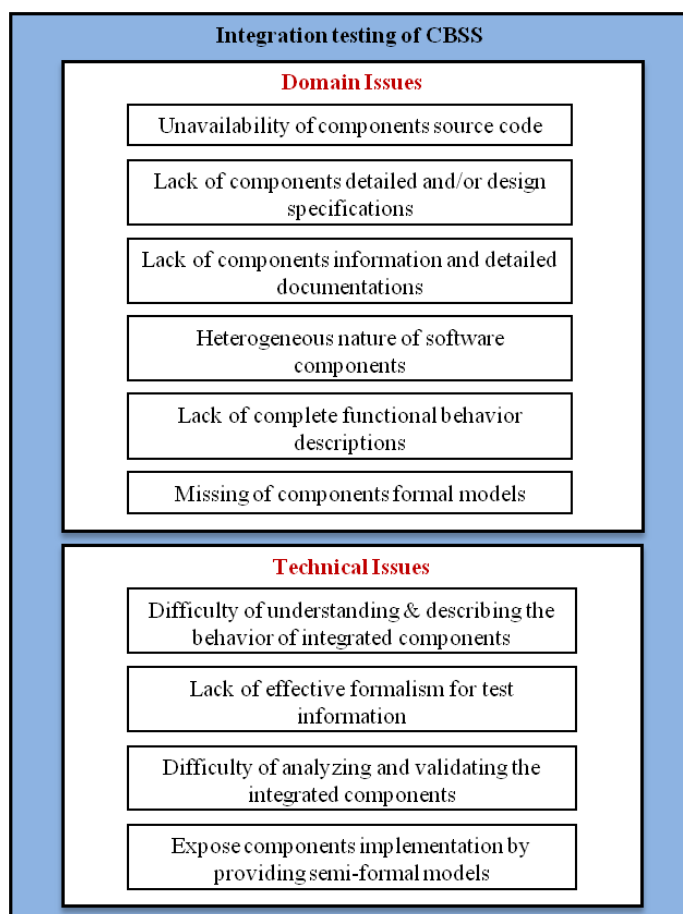 Integration testing of CBSS
Domain Issues
Unavailability of components source code
Lack of components detailed and/or design
specifications
Lack of components information and detailed
documentations
Heterogeneous nature of software
components
Lack of complete functional behavior
descriptions
Missing of components formal models
Technical Issues
Difficulty of understanding & describing the
behavior of integrated components
Lack of effective formalism for test
information
Difficulty of analyzing and validating the
integrated components
Expose components implementation by
providing semi-formal models